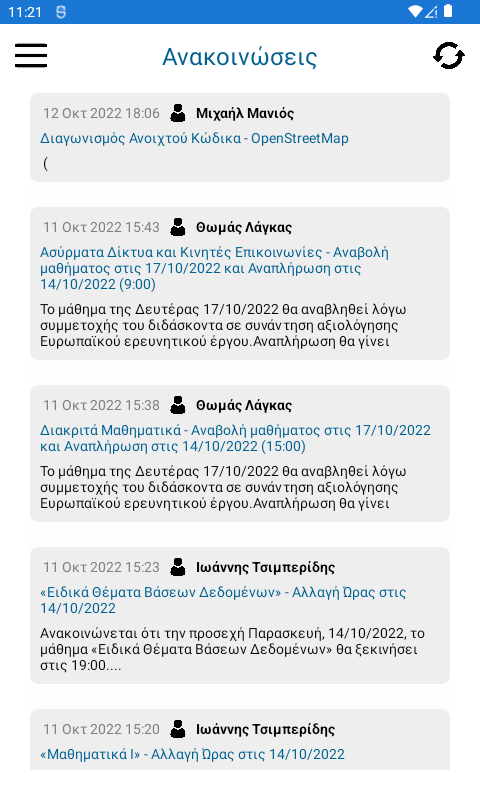 11:21
Ανακοινώσεις
12 Οκτ 2022 18:06 Μιχαήλ Μανιός
Διαγωνισμός Ανοιχτού Κώδικα - OpenStreetMap
(
11 Οκτ 2022 15:43 Θωμάς Λάγκας
Ασύρματα Δίκτυα και Κινητές Επικοινωνίες - Αναβολή
μαθήματος στις 17/10/2022 και Αναπλήρωση στις
14/10/2022 (9:00)
Το μάθημα της Δευτέρας 17/10/2022 θα αναβληθεί λόγω
συμμετοχής του διδάσκοντα σε συνάντηση αξιολόγησης
Ευρωπαϊκού ερευνητικού έργου.Αναπλήρωση θα γίνει
11 Οκτ 2022 15:38 Θωμάς Λάγκας
Διακριτά Μαθηματικά - Αναβολή μαθήματος στις 17/10/2022
και Αναπλήρωση στις 14/10/2022 (15:00)
Το μάθημα της Δευτέρας 17/10/2022 θα αναβληθεί λόγω
συμμετοχής του διδάσκοντα σε συνάντηση αξιολόγησης
Ευρωπαϊκού ερευνητικού έργου.Αναπλήρωση θα γίνει
11 Οκτ 2022 15:23 Ιωάννης Τσιμπερίδης
«Ειδικά Θέματα Βάσεων Δεδομένων» - Αλλαγή Ώρας στις
14/10/2022
Ανακοινώνεται ότι την προσεχή Παρασκευή, 14/10/2022, το
μάθημα «Ειδικά Θέματα Βάσεων Δεδομένων» θα ξεκινήσει
στις 19:00....
11 Οκτ 2022 15:20 Ιωάννης Τσιμπερίδης
«Μαθηματικά Ι» - Αλλαγή Ώρας στις 14/10/2022